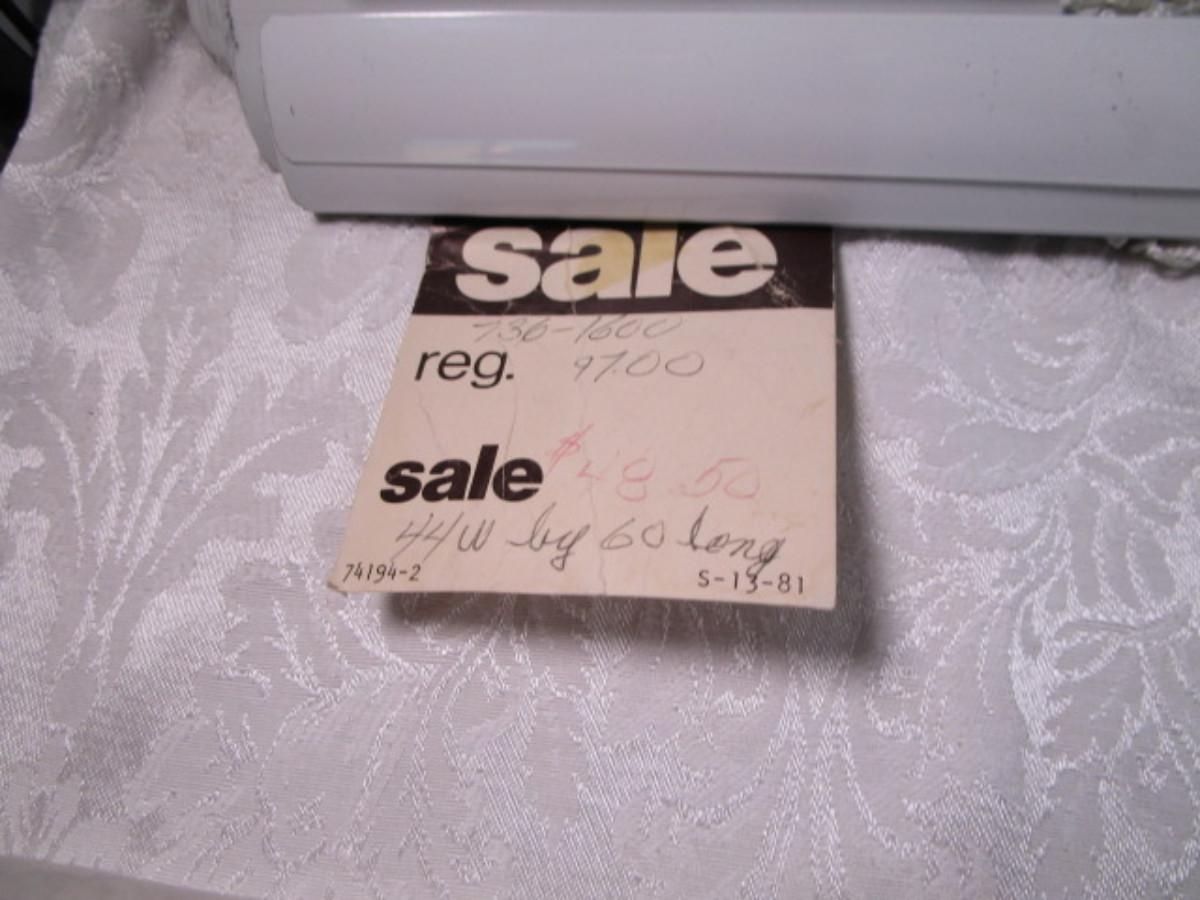 sale
736-1600
reg. 97.00
sale $48.50
44W by 60 long
74194-2 S-13-81